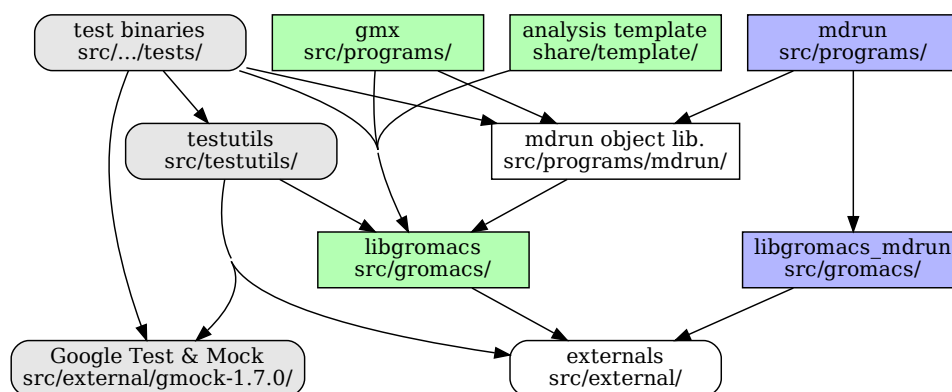 test binaries
src/.../tests/
gmx
src/programs/
analysis template
share/template/
mdrun
src/programs/
testutils
src/testutils/
mdrun object lib.
src/programs/mdrun/
libgromacs
src/gromacs/
libgromacs_mdrun
src/gromacs/
Google Test & Mock
src/external/gmock-1.7.0/
externals
src/external/